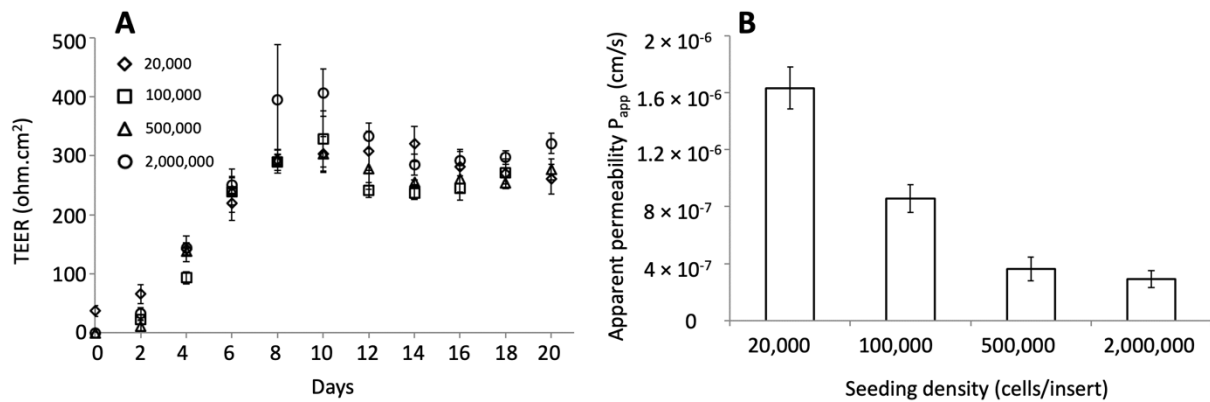 A
TEER (ohm.cm²)
500
400
300
200
100
0
20,000
100,000
500,000
2,000,000
0 2 4 6 8 10 12 14 16 18 20
Days
B
Apparent permeability Papp (cm/s)
2 × 10⁻⁶
1.6 × 10⁻⁶
1.2 × 10⁻⁶
8 × 10⁻⁷
4 × 10⁻⁷
0
20,000 100,000 500,000 2,000,000
Seeding density (cells/insert)